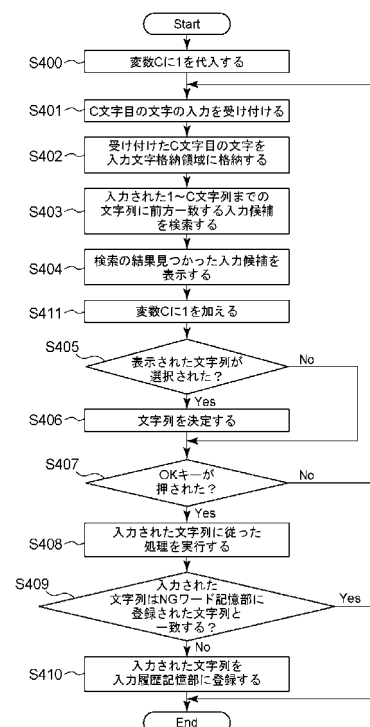 Start
S400
変数Cに1を代入する
S401
C文字目の文字の入力を受け付ける
S402
受け付けたC文字目の文字を
入力文字格納領域に格納する
S403
入力された1～C文字列までの
文字列に前方一致する入力候補
を検索する
S404
検索の結果見つかった入力候補を
表示する
S411
変数Cに1を加える
S405
表示された文字列が
選択された？
No
Yes
S406
文字列を決定する
S407
OKキーが
押された？
No
Yes
S408
入力された文字列に従った
処理を実行する
S409
入力された
文字列はNGワード記憶部に
登録された文字列と
一致する？
Yes
No
S410
入力された文字列を
入力履歴記憶部に登録する
End